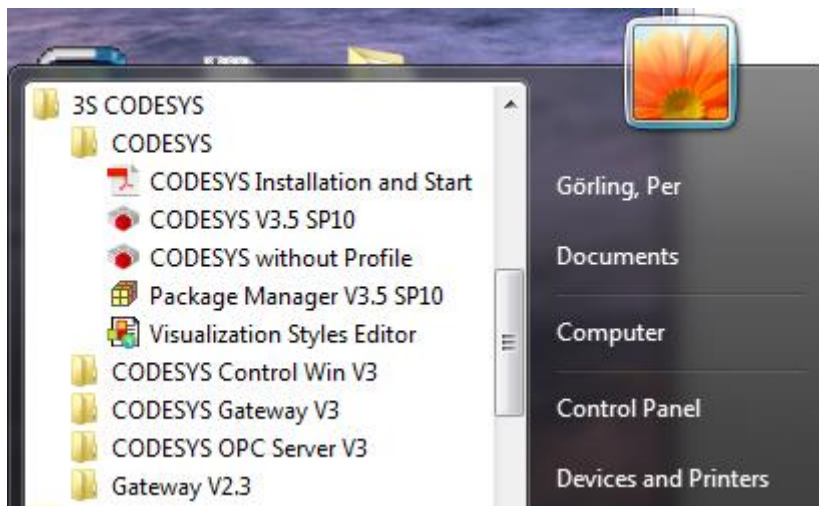 3S CODESYS
CODESYS
CODESYS Installation and Start
CODESYS V3.5 SP10
CODESYS without Profile
Package Manager V3.5 SP10
Visualization Styles Editor
CODESYS Control Win V3
CODESYS Gateway V3
CODESYS OPC Server V3
Gateway V2.3
Görling, Per
Documents
Computer
Control Panel
Devices and Printers